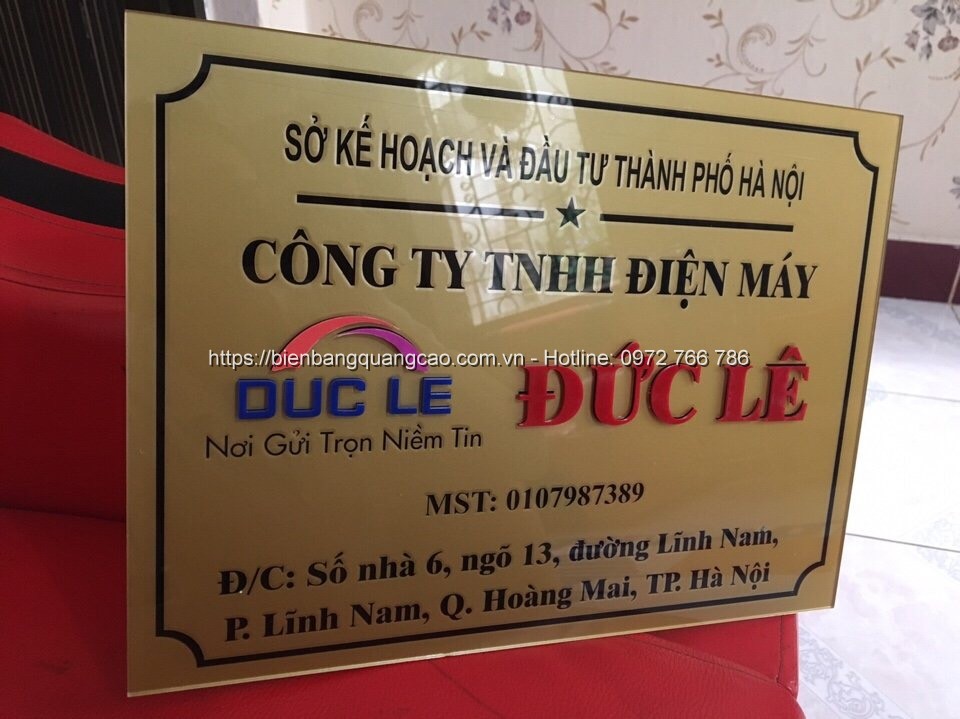 SỞ KẾ HOẠCH VÀ ĐẦU TƯ THÀNH PHỐ HÀ NỘI
CÔNG TY TNHH ĐIỆN MÁY
https://bienbangquangcao.com.vn - Hotline: 0972 766 786
DUC LE
ĐỨC LÊ
Nơi Gửi Trọn Niềm Tin
MST: 0107987389
Đ/C: Số nhà 6, ngõ 13, đường Lĩnh Nam,
P. Lĩnh Nam, Q. Hoàng Mai, TP. Hà Nội